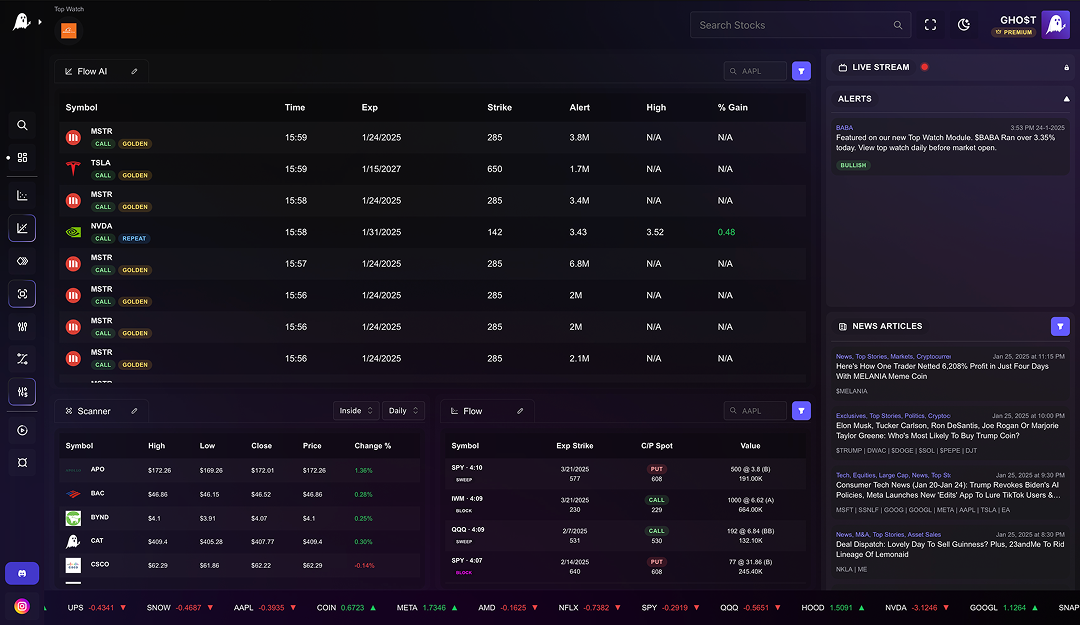 Top Watch
Search Stocks
GHO$T
PREMIUM
Flow AI
AAPL
Symbol Time Exp Strike Alert High % Gain
MSTR
CALL GOLDEN 15:59 1/24/2025 285 3.8M N/A N/A
TSLA
CALL GOLDEN 15:59 1/15/2027 650 1.7M N/A N/A
MSTR
CALL GOLDEN 15:58 1/24/2025 285 3.4M N/A N/A
NVDA
CALL REPEAT 15:58 1/31/2025 142 3.43 3.52 0.48
MSTR
CALL GOLDEN 15:57 1/24/2025 285 6.8M N/A N/A
MSTR
CALL GOLDEN 15:56 1/24/2025 285 2M N/A N/A
MSTR
CALL GOLDEN 15:56 1/24/2025 285 2M N/A N/A
MSTR
CALL GOLDEN 15:56 1/24/2025 285 2.1M N/A N/A
LIVE STREAM
ALERTS
BABA 3:53 PM 24-1-2025
Featured on our new Top Watch Module. $BABA Ran over 3.35%
today. View top watch daily before market open.
BULLISH
NEWS ARTICLES
News, Top Stories, Markets, Cryptocurre Jan 25, 2025 at 11:15 PM
Here's How One Trader Netted 6,208% Profit in Just Four Days
With MELANIA Meme Coin
$MELANIA
Exclusives, Top Stories, Politics, Cryptoc Jan 25, 2025 at 10:00 PM
Elon Musk, Tucker Carlson, Ron DeSantis, Joe Rogan Or Marjorie
Taylor Greene: Who's Most Likely To Buy Trump Coin?
$TRUMP | DWAC | $DOGE | $SOL | $PEPE | DJT
Tech, Equities, Large Cap, News, Top St Jan 25, 2025 at 9:30 PM
Consumer Tech News (Jan 20-Jan 24): Trump Revokes Biden's AI
Policies, Meta Launches New 'Edits' App To Lure TikTok Users &...
MSFT | SSNLF | GOOG | GOOGL | META | AAPL | TSLA | EA
News, M&A, Top Stories, Asset Sales Jan 25, 2025 at 8:30 PM
Deal Dispatch: Lovely Day To Sell Guinness? Plus, 23andMe To Rid
Lineage Of Lemonaid
NKLA | ME
Scanner
Inside Daily
Symbol High Low Close Price Change %
APO $172.26 $169.26 $172.01 $172.26 1.36%
BAC $46.86 $46.15 $46.52 $46.86 0.28%
BYND $4.1 $3.91 $4.07 $4.1 0.25%
CAT $409.4 $405.28 $407.77 $409.4 0.30%
CSCO $62.29 $61.86 $62.22 $62.29 -0.14%
Flow
AAPL
Symbol Exp Strike C/P Spot Value
SPY - 4:10 3/21/2025 PUT 500 @ 3.8 (B)
SWEEP 577 608 191.00K
IWM - 4:09 3/21/2025 CALL 1000 @ 6.62 (A)
BLOCK 230 229 664.00K
QQQ - 4:09 2/7/2025 CALL 192 @ 6.84 (BB)
SWEEP 531 530 132.10K
SPY - 4:07 2/14/2025 PUT 77 @ 31.86 (B)
BLOCK 640 608 245.40K
UPS -0.4341 ▼ SNOW -0.4687 ▼ AAPL -0.3935 ▼ COIN 0.6723 ▲ META 1.7346 ▲ AMD -0.1625 ▼ NFLX -0.7382 ▼ SPY -0.2919 ▼ QQQ -0.5651 ▼ HOOD 1.5091 ▲ NVDA -3.1246 ▼ GOOGL 1.1264 ▲ SNAP